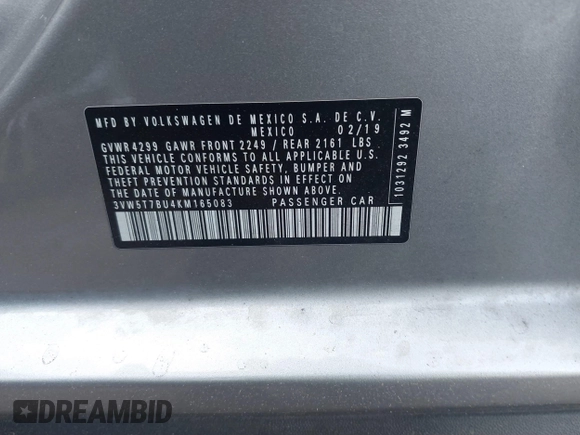 MFD BY VOLKSWAGEN DE MEXICO S.A. DE C.V.
MEXICO 02/19
GVWR 4299 GAWR FRONT 2249 / REAR 2161 LBS
THIS VEHICLE CONFORMS TO ALL APPLICABLE U.S.
FEDERAL MOTOR VEHICLE SAFETY, BUMPER AND
THEFT PREVENTION STANDARDS IN EFFECT ON
THE DATE OF MANUFACTURE SHOWN ABOVE.
3VW5T7BU4KM165083 PASSENGER CAR
1031292 3492 M
DREAMBID